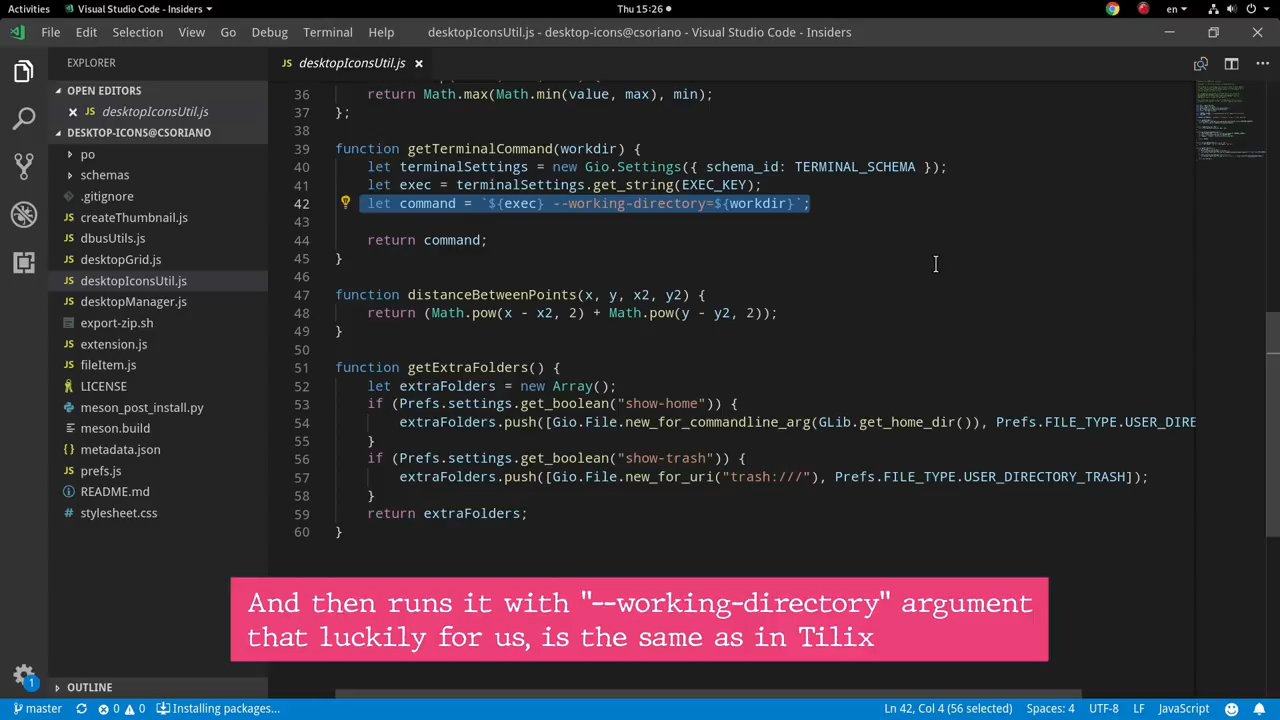 Activities Visual Studio Code - Insiders Thu 15:26 en
File Edit Selection View Go Debug Terminal Help desktopIconsUtil.js - desktop-icons@csoriano - Visual Studio Code - Insiders
EXPLORER
JS desktopIconsUtil.js
OPEN EDITORS
JS desktopIconsUtil.js
DESKTOP-ICONS@CSORIANO
po
schemas
.gitignore
JS createThumbnail.js
JS dbusUtils.js
JS desktopGrid.js
JS desktopIconsUtil.js
JS desktopManager.js
export-zip.sh
JS extension.js
JS fileItem.js
LICENSE
meson_post_install.py
meson.build
metadata.json
JS prefs.js
README.md
stylesheet.css
OUTLINE
36 return Math.max(Math.min(value, max), min);
37 };
38
39 function getTerminalCommand(workdir) {
40 let terminalSettings = new Gio.Settings({ schema_id: TERMINAL_SCHEMA });
41 let exec = terminalSettings.get_string(EXEC_KEY);
42 let command = `${exec} --working-directory=${workdir}`;
43
44 return command;
45 }
46
47 function distanceBetweenPoints(x, y, x2, y2) {
48 return (Math.pow(x - x2, 2) + Math.pow(y - y2, 2));
49 }
50
51 function getExtraFolders() {
52 let extraFolders = new Array();
53 if (Prefs.settings.get_boolean("show-home")) {
54 extraFolders.push([Gio.File.new_for_commandline_arg(GLib.get_home_dir()), Prefs.FILE_TYPE.USER_DIRE
55 }
56 if (Prefs.settings.get_boolean("show-trash")) {
57 extraFolders.push([Gio.File.new_for_uri("trash:///"), Prefs.FILE_TYPE.USER_DIRECTORY_TRASH]);
58 }
59 return extraFolders;
60 }
And then runs it with "--working-directory" argument
that luckily for us, is the same as in Tilix
1
master 0 0 Installing packages... Ln 42, Col 4 (56 selected) Spaces: 4 UTF-8 LF JavaScript